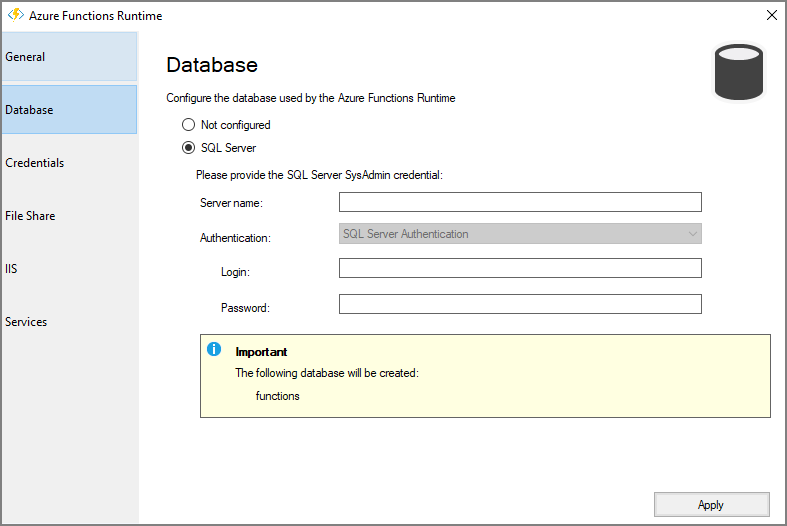 Azure Functions Runtime
General
Database
Credentials
File Share
IIS
Services
Database
Configure the database used by the Azure Functions Runtime
Not configured
SQL Server
Please provide the SQL Server SysAdmin credential:
Server name:
Authentication: SQL Server Authentication
Login:
Password:
Important
The following database will be created:
functions
Apply